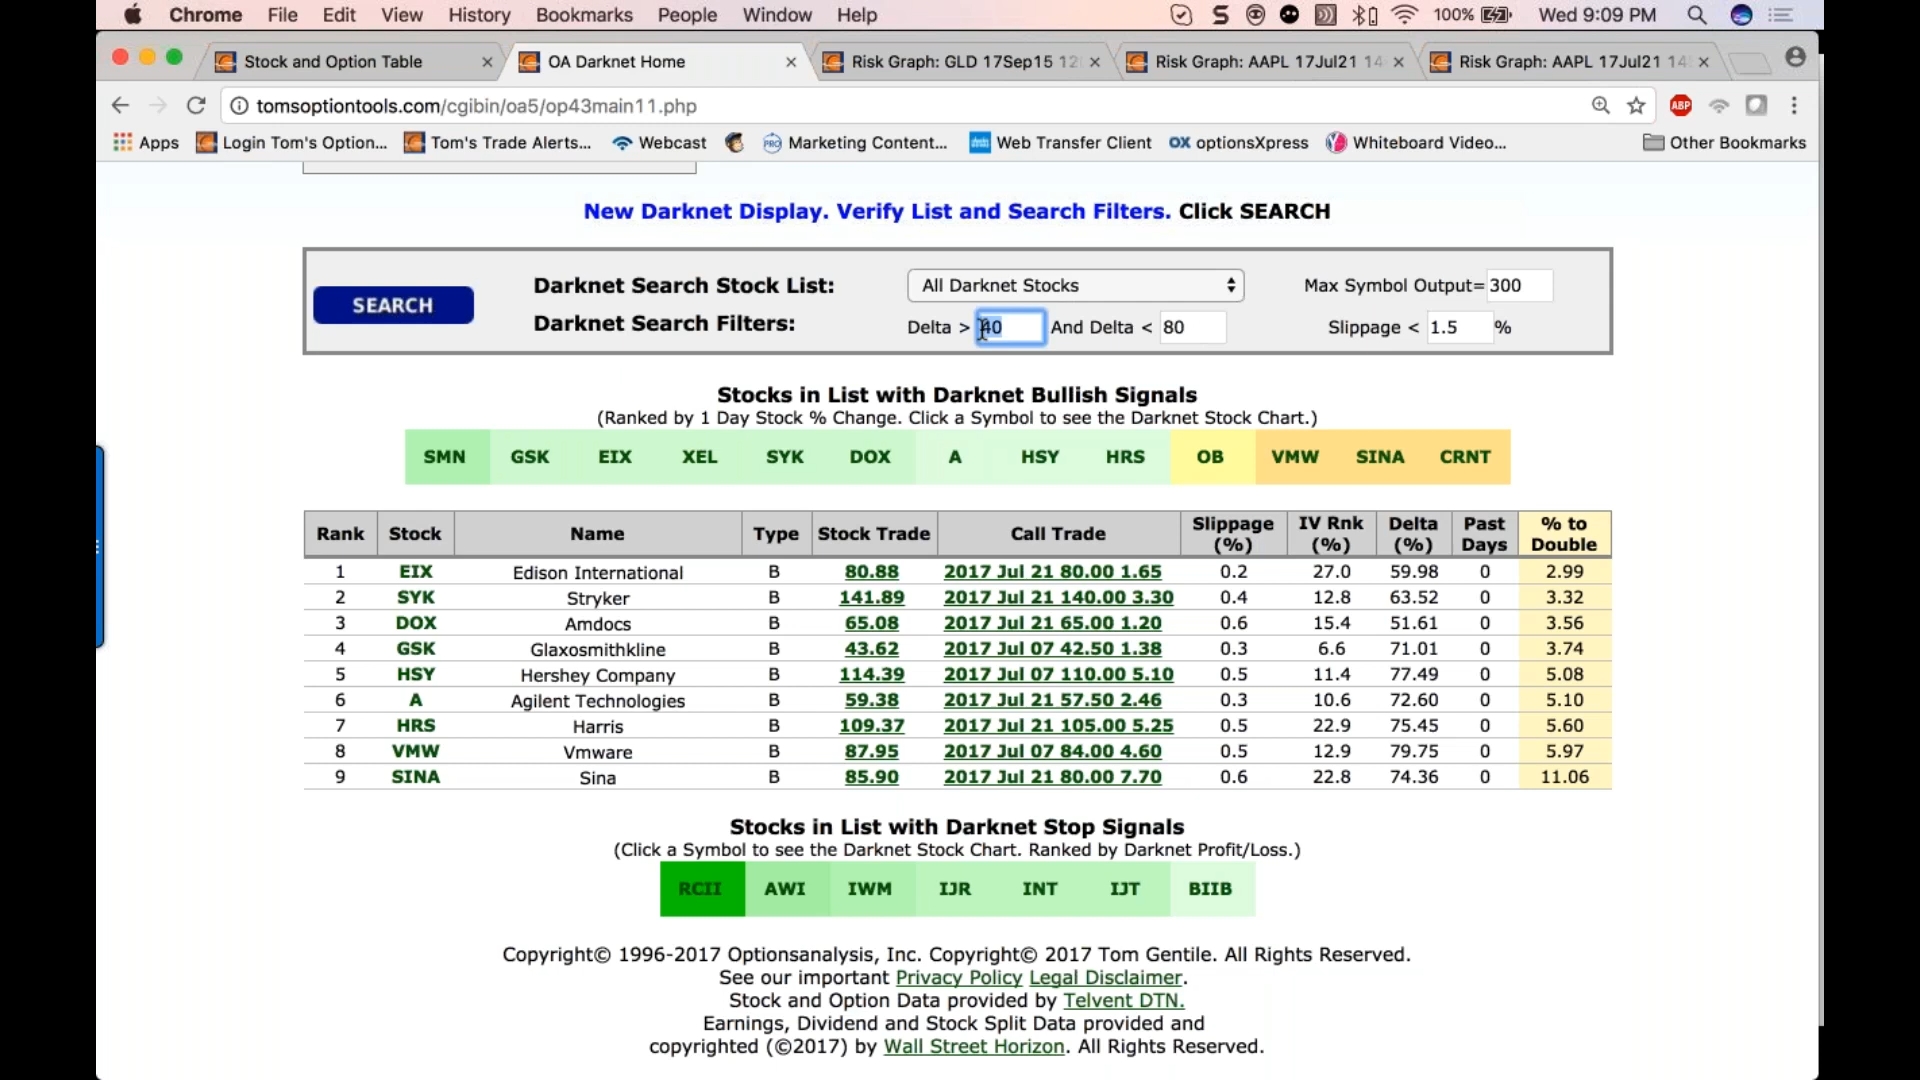 Chrome File Edit View History Bookmarks People Window Help 100% Wed 9:09 PM
Stock and Option Table OA Darknet Home Risk Graph: GLD 17Sep15 12 Risk Graph: AAPL 17Jul21 14 Risk Graph: AAPL 17Jul21 14
tomsoptiontools.com/cgibin/oa5/op43main11.php ABP
Apps Login Tom's Option... Tom's Trade Alerts... Webcast PRO Marketing Content... Web Transfer Client OX optionsXpress Whiteboard Video... Other Bookmarks
New Darknet Display. Verify List and Search Filters. Click SEARCH
SEARCH Darknet Search Stock List: All Darknet Stocks Max Symbol Output= 300
Darknet Search Filters: Delta > 40 And Delta < 80 Slippage < 1.5 %
Stocks in List with Darknet Bullish Signals
(Ranked by 1 Day Stock % Change. Click a Symbol to see the Darknet Stock Chart.)
SMN GSK EIX XEL SYK DOX A HSY HRS OB VMW SINA CRNT
Rank Stock Name Type Stock Trade Call Trade Slippage (%) IV Rnk (%) Delta (%) Past Days % to Double
1 EIX Edison International B 80.88 2017 Jul 21 80.00 1.65 0.2 27.0 59.98 0 2.99
2 SYK Stryker B 141.89 2017 Jul 21 140.00 3.30 0.4 12.8 63.52 0 3.32
3 DOX Amdocs B 65.08 2017 Jul 21 65.00 1.20 0.6 15.4 51.61 0 3.56
4 GSK Glaxosmithkline B 43.62 2017 Jul 07 42.50 1.38 0.3 6.6 71.01 0 3.74
5 HSY Hershey Company B 114.39 2017 Jul 07 110.00 5.10 0.5 11.4 77.49 0 5.08
6 A Agilent Technologies B 59.38 2017 Jul 21 57.50 2.46 0.3 10.6 72.60 0 5.10
7 HRS Harris B 109.37 2017 Jul 21 105.00 5.25 0.5 22.9 75.45 0 5.60
8 VMW Vmware B 87.95 2017 Jul 07 84.00 4.60 0.5 12.9 79.75 0 5.97
9 SINA Sina B 85.90 2017 Jul 21 80.00 7.70 0.6 22.8 74.36 0 11.06
Stocks in List with Darknet Stop Signals
(Click a Symbol to see the Darknet Stock Chart. Ranked by Darknet Profit/Loss.)
RCII AWI IWM IJR INT IJT BIIB
Copyright© 1996-2017 Optionsanalysis, Inc. Copyright© 2017 Tom Gentile. All Rights Reserved.
See our important Privacy Policy Legal Disclaimer.
Stock and Option Data provided by Telvent DTN.
Earnings, Dividend and Stock Split Data provided and
copyrighted (©2017) by Wall Street Horizon. All Rights Reserved.